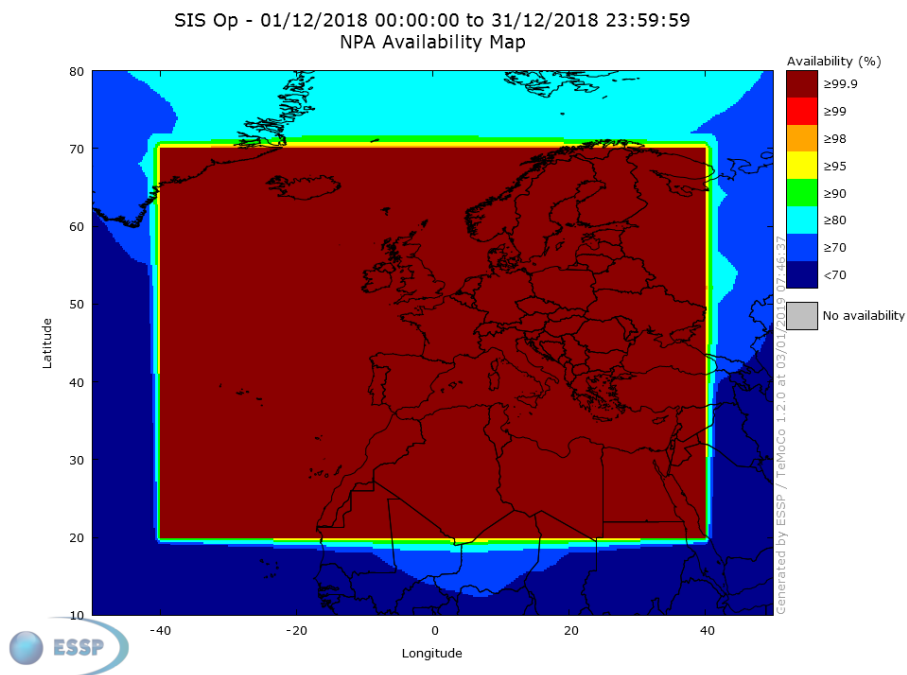 SIS Op - 01/12/2018 00:00:00 to 31/12/2018 23:59:59
NPA Availability Map
Availability (%)
≥99.9
≥99
≥98
≥95
≥90
≥80
≥70
<70
No availability
80
70
60
50
40
30
20
10
Latitude
-40
-20
0
20
40
Longitude
Generated by ESSP / TeMoCo 1.2.0 at 03/01/2019 07:46:37
ESSP